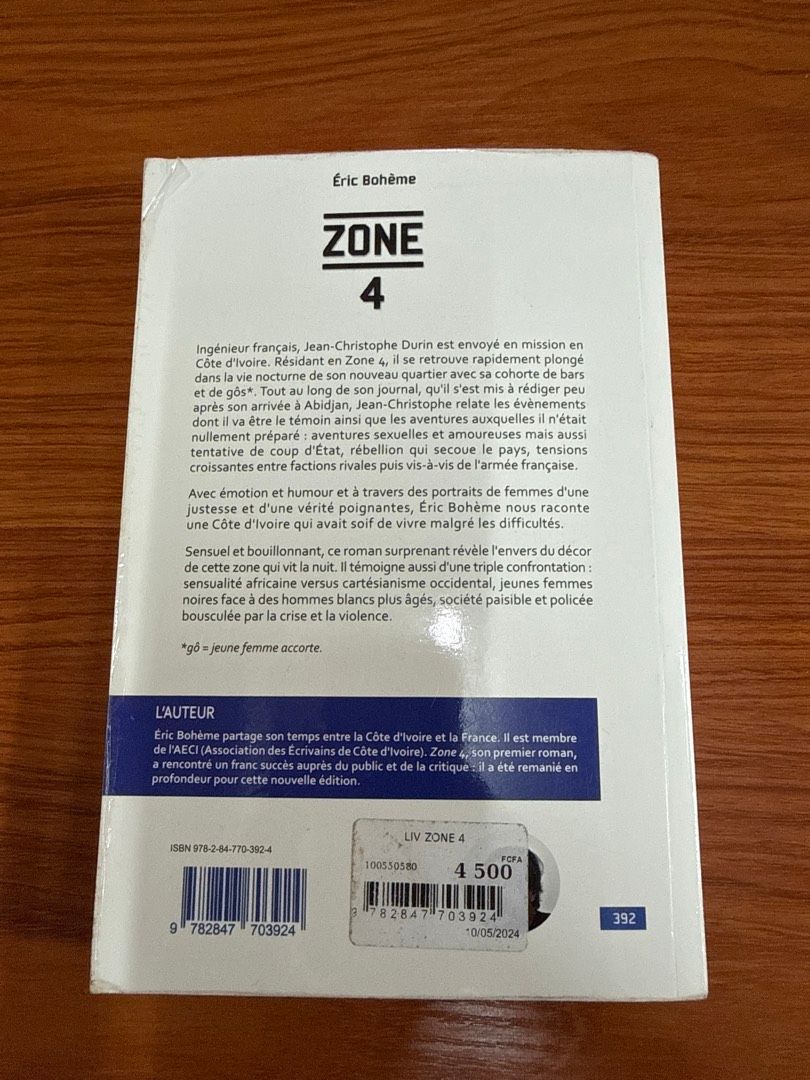 Éric Bohème
ZONE
4
Ingénieur français, Jean-Christophe Durin est envoyé en mission en
Côte d'Ivoire. Résidant en Zone 4, il se retrouve rapidement plongé
dans la vie nocturne de son nouveau quartier avec sa cohorte de bars
et de gôs*. Tout au long de son journal, qu'il s'est mis à rédiger peu
après son arrivée à Abidjan, Jean-Christophe relate les évènements
dont il va être le témoin ainsi que les aventures auxquelles il n'était
nullement préparé : aventures sexuelles et amoureuses mais aussi
tentative de coup d'État, rébellion qui secoue le pays, tensions
croissantes entre factions rivales puis vis-à-vis de l'armée française.
Avec émotion et humour et à travers des portraits de femmes d'une
justesse et d'une vérité poignantes, Éric Bohème nous raconte
une Côte d'Ivoire qui avait soif de vivre malgré les difficultés.
Sensuel et bouillonnant, ce roman surprenant révèle l'envers du décor
de cette zone qui vit la nuit. Il témoigne aussi d'une triple confrontation :
sensualité africaine versus cartésianisme occidental, jeunes femmes
noires face à des hommes blancs plus âgés, société paisible et policée
bousculée par la crise et la violence.
*gô = jeune femme accorte.
L'AUTEUR
Éric Bohème partage son temps entre la Côte d'Ivoire et la France. Il est membre
de l'AECI (Association des Écrivains de Côte d'Ivoire). Zone 4, son premier roman,
a rencontré un franc succès auprès du public et de la critique : il a été remanié en
profondeur pour cette nouvelle édition.
ISBN 978-2-84-770-392-4
9 782847 703924
LIV ZONE 4
100550580
FCFA
4 500
782847 703924
10/05/2024
392